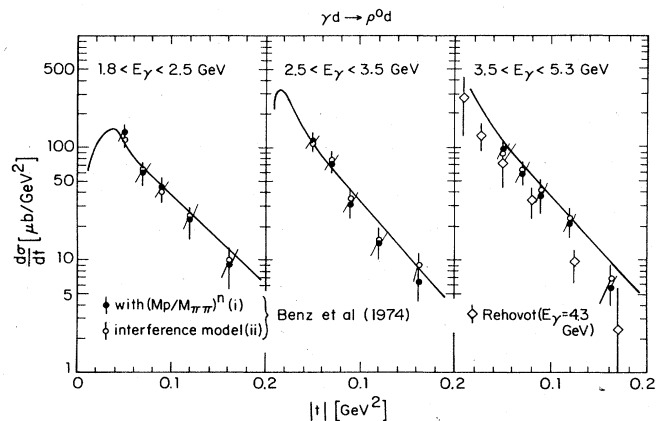 γd → ρ⁰d
1.8 < Eγ < 2.5 GeV
2.5 < Eγ < 3.5 GeV
3.5 < Eγ < 5.3 GeV
500
100
50
10
5
1
dσ/dt [μb/GeV²]
with (Mρ/Mππ)ⁿ (i)
interference model (ii)
Benz et al (1974)
Rehovot (Eγ=4.3
GeV)
0 0.1 0.2 0.1 0.2 0.1 0.2
|t| [GeV²]